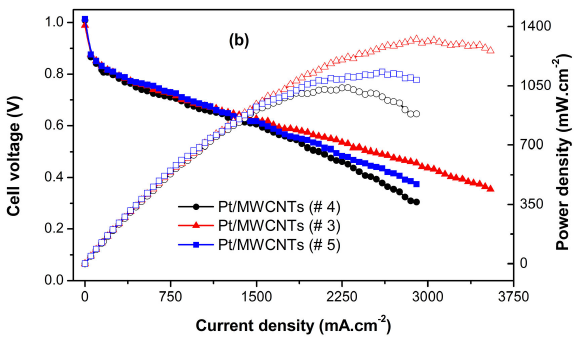 (b)
Cell voltage (V)
1.0
0.8
0.6
0.4
0.2
0.0
Power density (mW.cm-2)
1400
1050
700
350
0
Pt/MWCNTs (# 4)
Pt/MWCNTs (# 3)
Pt/MWCNTs (# 5)
0 750 1500 2250 3000 3750
Current density (mA.cm-2)